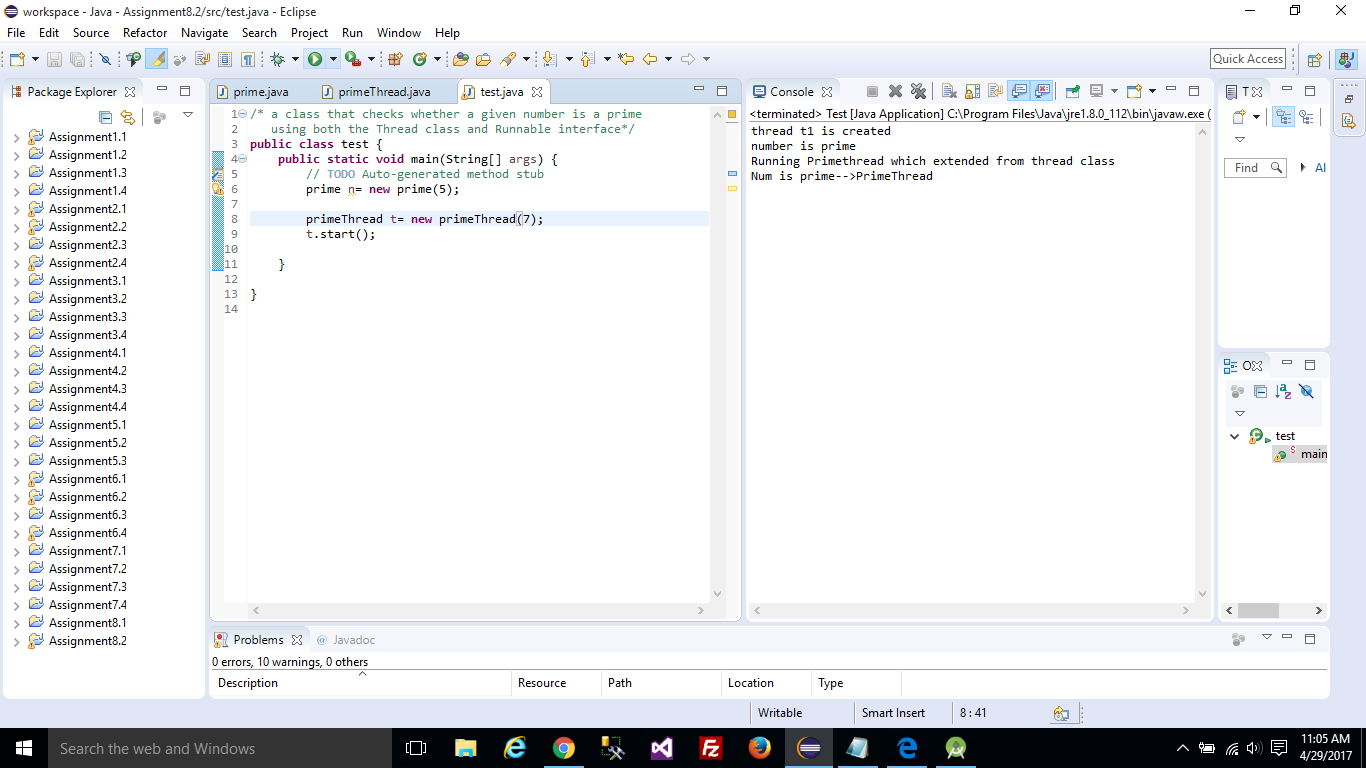 workspace - Java - Assignment8.2/src/test.java - Eclipse
File Edit Source Refactor Navigate Search Project Run Window Help
Quick Access
Package Explorer
Assignment1.1
Assignment1.2
Assignment1.3
Assignment1.4
Assignment2.1
Assignment2.2
Assignment2.3
Assignment2.4
Assignment3.1
Assignment3.2
Assignment3.3
Assignment3.4
Assignment4.1
Assignment4.2
Assignment4.3
Assignment4.4
Assignment5.1
Assignment5.2
Assignment5.3
Assignment6.1
Assignment6.2
Assignment6.3
Assignment6.4
Assignment7.1
Assignment7.2
Assignment7.3
Assignment7.4
Assignment8.1
Assignment8.2
prime.java primeThread.java test.java
1 /* a class that checks whether a given number is a prime
2 using both the Thread class and Runnable interface*/
3 public class test {
4 public static void main(String[] args) {
5 // TODO Auto-generated method stub
6 prime n= new prime(5);
7
8 primeThread t= new primeThread(7);
9 t.start();
10
11 }
12
13 }
14
Console
<terminated> Test [Java Application] C:\Program Files\Java\jre1.8.0_112\bin\javaw.exe (
thread t1 is created
number is prime
Running Primethread which extended from thread class
Num is prime-->PrimeThread
T
Find Al
O
test
main
Problems @ Javadoc
0 errors, 10 warnings, 0 others
Description Resource Path Location Type
Writable Smart Insert 8 : 41
Search the web and Windows
11:05 AM
4/29/2017